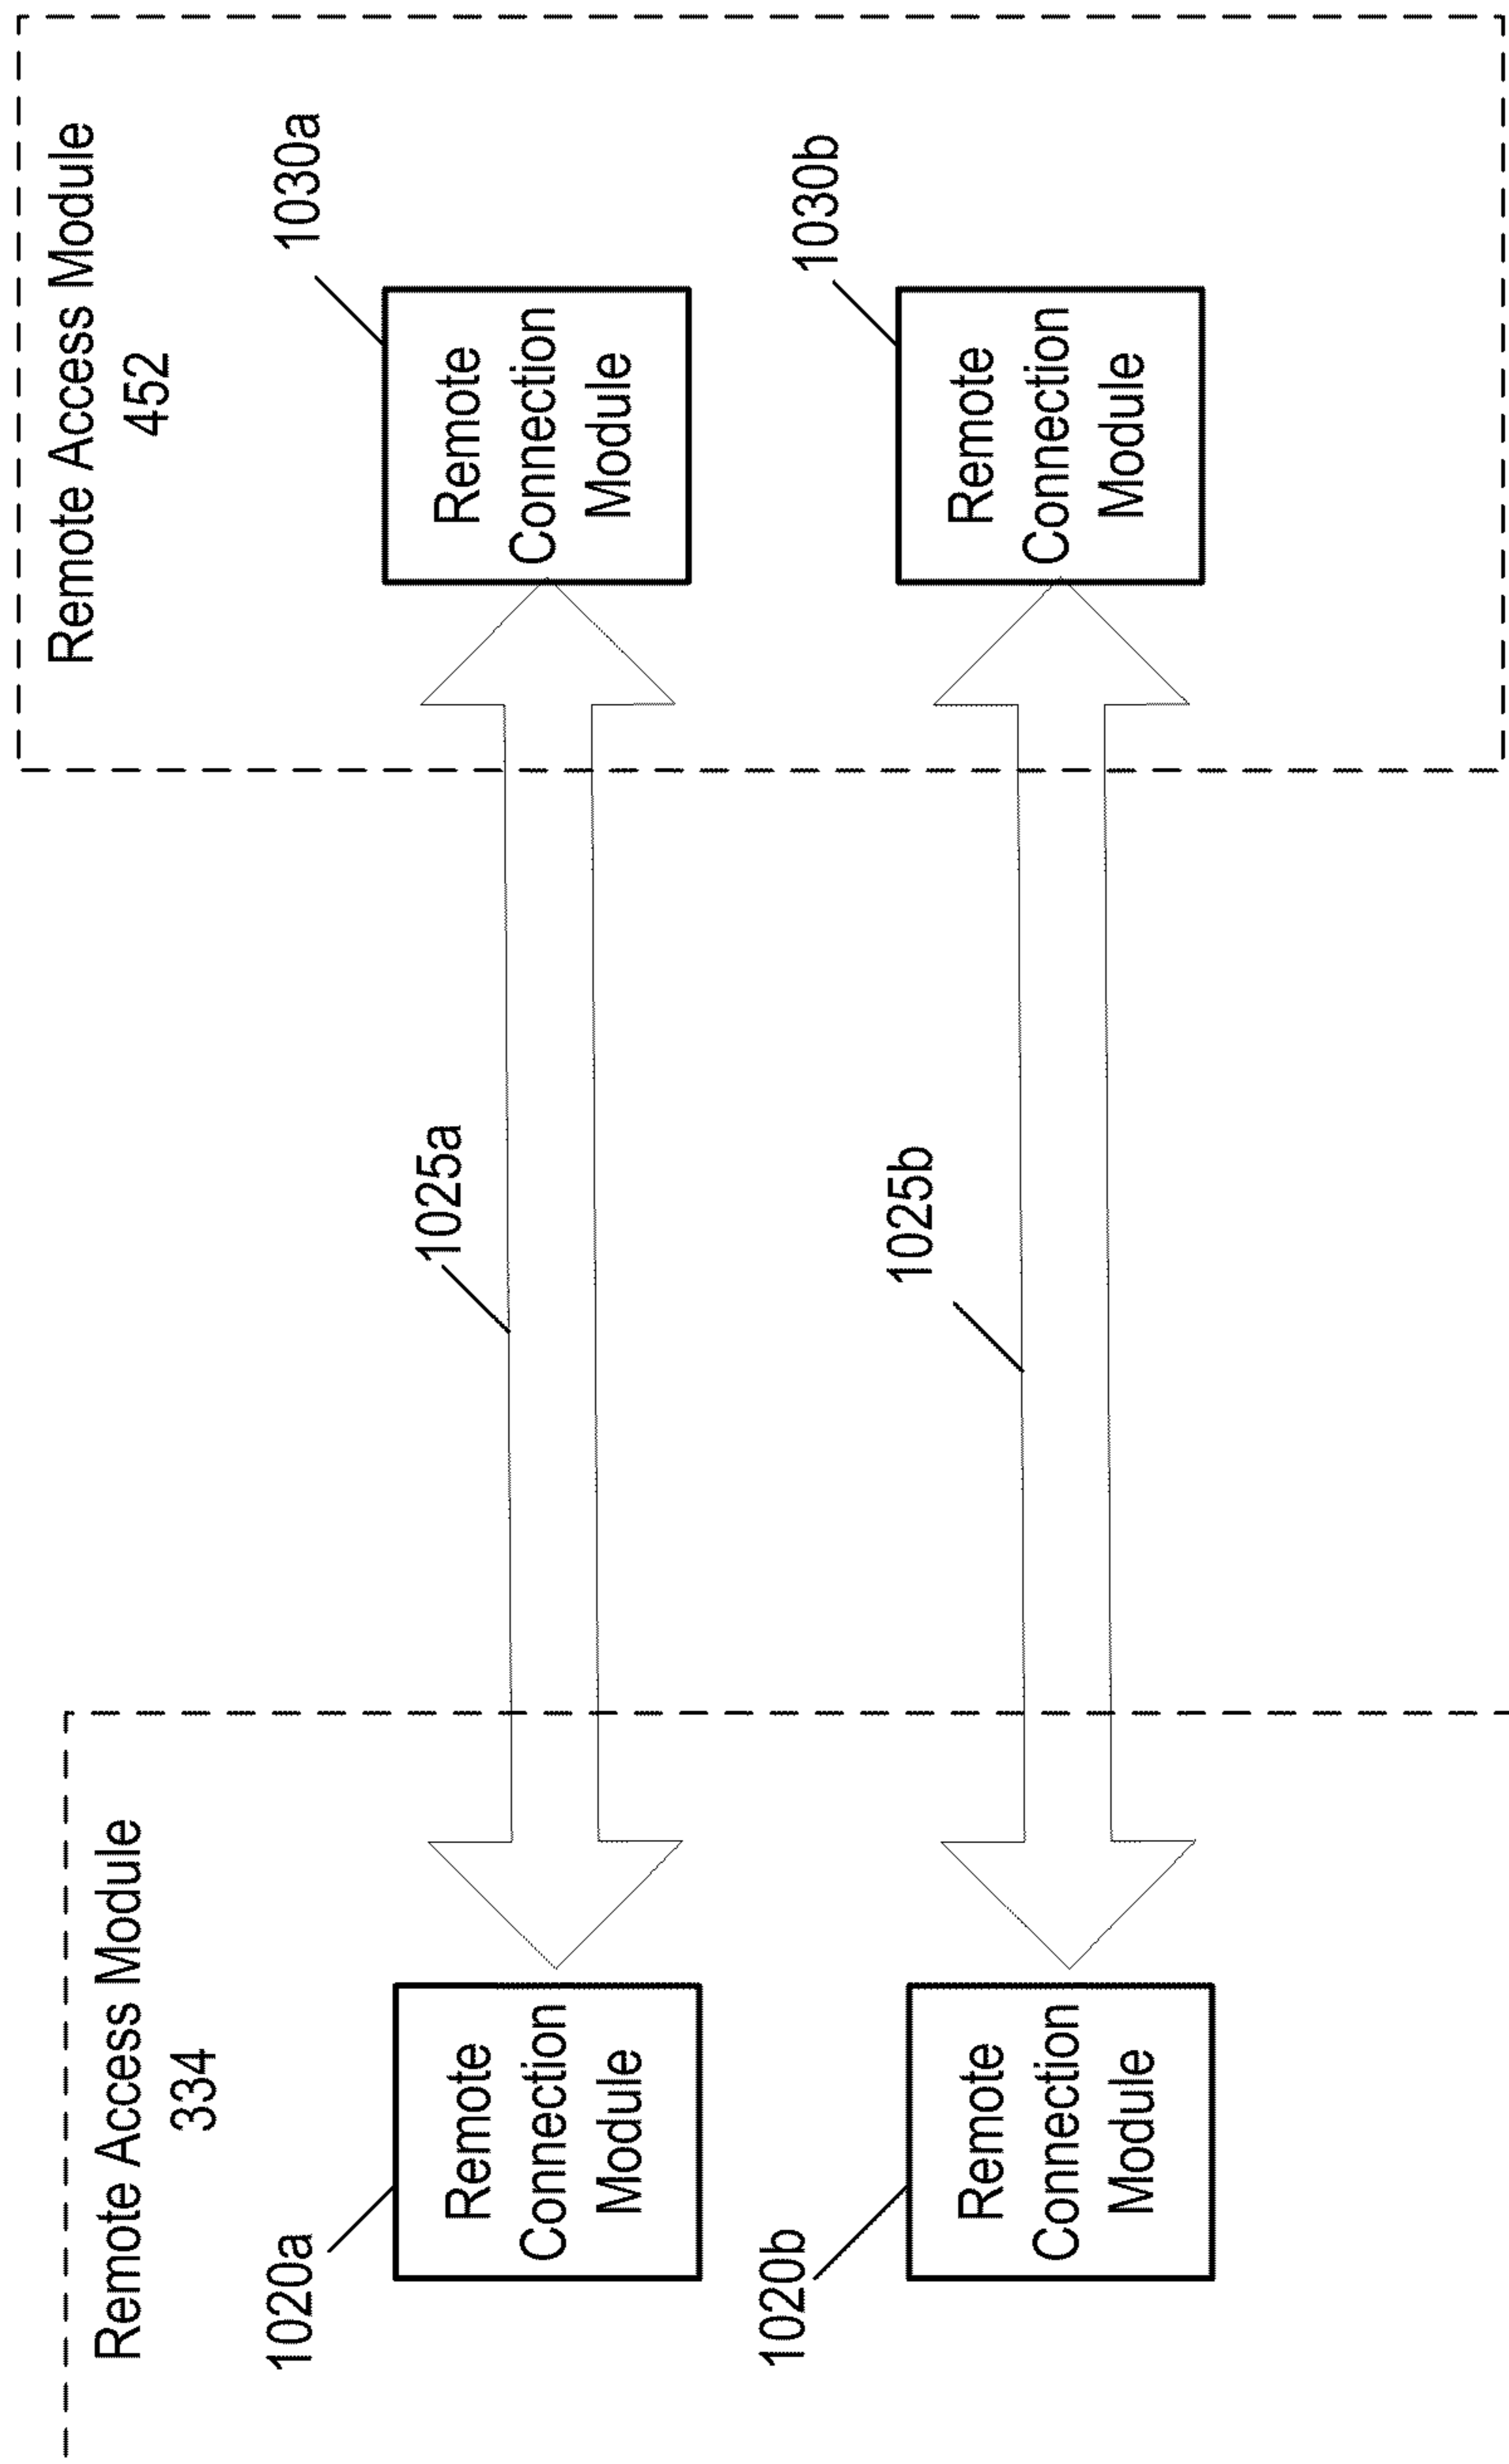 Remote Access Module
334
Remote Access Module
452
1020a
Remote
Connection
Module
1025a
1030a
Remote
Connection
Module
1020b
Remote
Connection
Module
1025b
1030b
Remote
Connection
Module